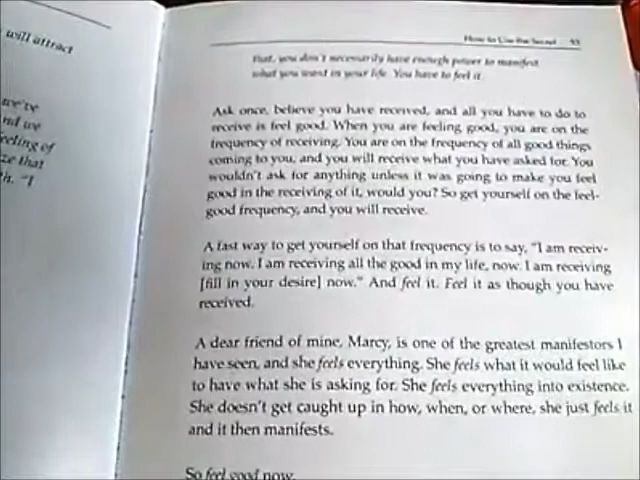 will attract
we've
nd we
eeling of
ze that
h. "I
How to Use the Secret 53
that, you don't necessarily have enough power to manifest
what you want in your life. You have to feel it.
Ask once, believe you have received, and all you have to do to
receive is feel good. When you are feeling good, you are on the
frequency of receiving. You are on the frequency of all good things
coming to you, and you will receive what you have asked for. You
wouldn't ask for anything unless it was going to make you feel
good in the receiving of it, would you? So get yourself on the feel-
good frequency, and you will receive.
A fast way to get yourself on that frequency is to say, "I am receiv-
ing now. I am receiving all the good in my life, now. I am receiving
[fill in your desire] now." And feel it. Feel it as though you have
received.
A dear friend of mine, Marcy, is one of the greatest manifestors I
have seen, and she feels everything. She feels what it would feel like
to have what she is asking for. She feels everything into existence.
She doesn't get caught up in how, when, or where, she just feels it
and it then manifests.
So feel good now.